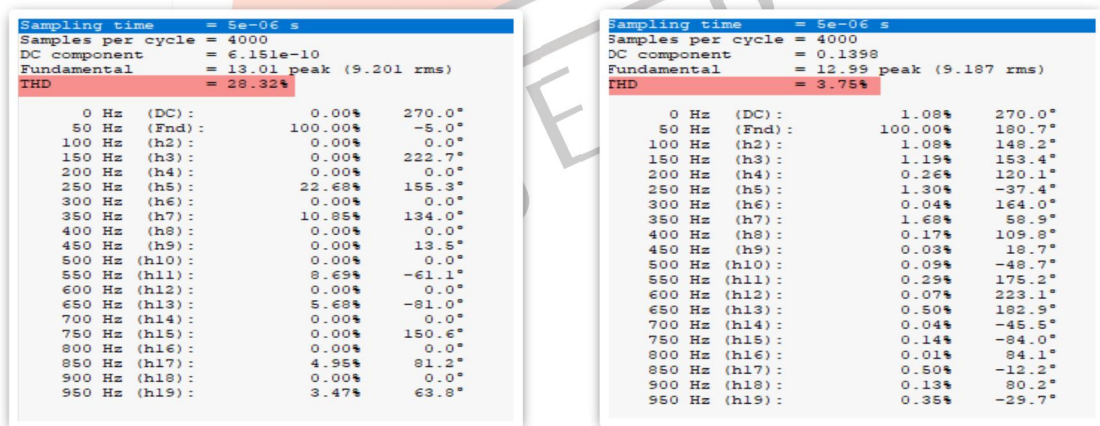 Sampling time = 5e-06 s
Samples per cycle = 4000
DC component = 6.151e-10
Fundamental = 13.01 peak (9.201 rms)
THD = 28.32%
0 Hz (DC): 0.00% 270.0°
50 Hz (Fnd): 100.00% -5.0°
100 Hz (h2): 0.00% 0.0°
150 Hz (h3): 0.00% 222.7°
200 Hz (h4): 0.00% 0.0°
250 Hz (h5): 22.68% 155.3°
300 Hz (h6): 0.00% 0.0°
350 Hz (h7): 10.85% 134.0°
400 Hz (h8): 0.00% 0.0°
450 Hz (h9): 0.00% 13.5°
500 Hz (h10): 0.00% 0.0°
550 Hz (h11): 8.69% -61.1°
600 Hz (h12): 0.00% 0.0°
650 Hz (h13): 5.68% -81.0°
700 Hz (h14): 0.00% 0.0°
750 Hz (h15): 0.00% 150.6°
800 Hz (h16): 0.00% 0.0°
850 Hz (h17): 4.95% 81.2°
900 Hz (h18): 0.00% 0.0°
950 Hz (h19): 3.47% 63.8°
Sampling time = 5e-06 s
Samples per cycle = 4000
DC component = 0.1398
Fundamental = 12.99 peak (9.187 rms)
THD = 3.75%
0 Hz (DC): 1.08% 270.0°
50 Hz (Fnd): 100.00% 180.7°
100 Hz (h2): 1.08% 148.2°
150 Hz (h3): 1.19% 153.4°
200 Hz (h4): 0.26% 120.1°
250 Hz (h5): 1.30% -37.4°
300 Hz (h6): 0.04% 164.0°
350 Hz (h7): 1.68% 58.9°
400 Hz (h8): 0.17% 109.8°
450 Hz (h9): 0.03% 18.7°
500 Hz (h10): 0.09% -48.7°
550 Hz (h11): 0.29% 175.2°
600 Hz (h12): 0.07% 223.1°
650 Hz (h13): 0.50% 182.9°
700 Hz (h14): 0.04% -45.5°
750 Hz (h15): 0.14% -84.0°
800 Hz (h16): 0.01% 84.1°
850 Hz (h17): 0.50% -12.2°
900 Hz (h18): 0.13% 80.2°
950 Hz (h19): 0.35% -29.7°